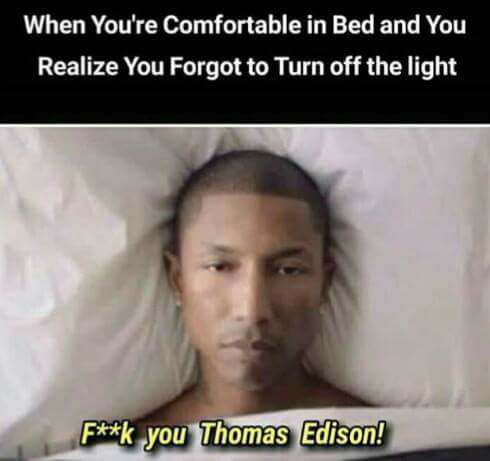 When You're Comfortable in Bed and You
Realize You Forgot to Turn off the light
F**k you Thomas Edison!